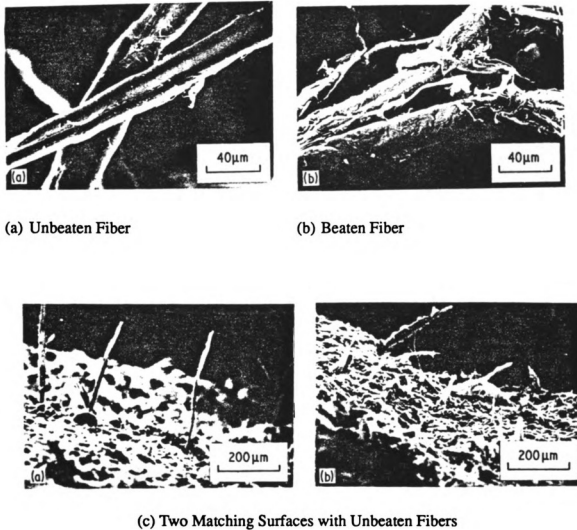 40µm
40µm
(a)
(b)
(a) Unbeaten Fiber
(b) Beaten Fiber
200µm
200µm
(a)
(b)
(c) Two Matching Surfaces with Unbeaten Fibers